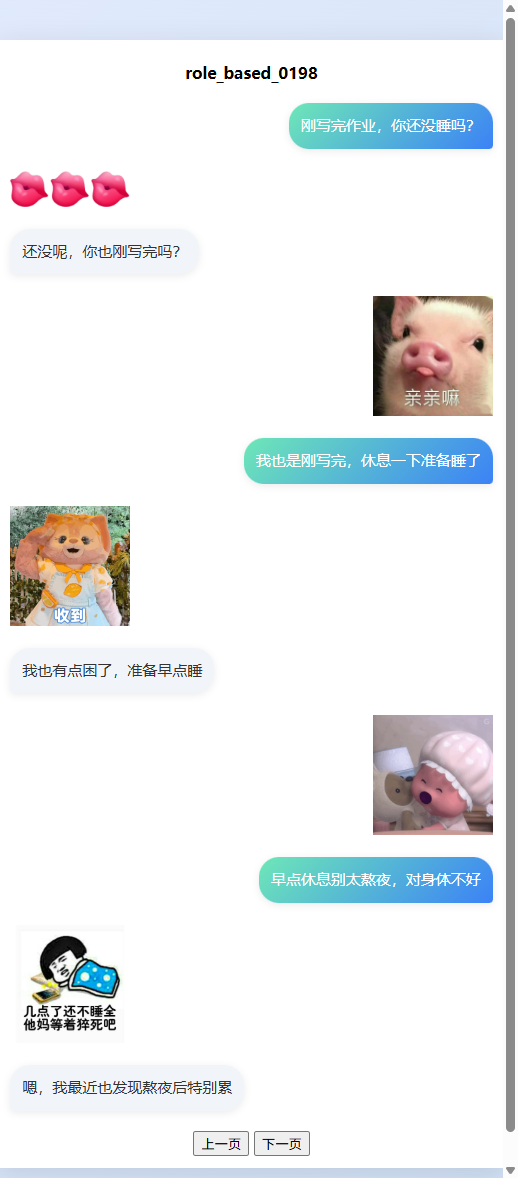 role_based_0198
刚写完作业，你还没睡吗？
还没呢，你也刚写完吗？
亲亲嘛
我也是刚写完，休息一下准备睡了
收到
我也有点困了，准备早点睡
早点休息别太熬夜，对身体不好
几点了还不睡全
他妈等着猝死吧
嗯，我最近也发现熬夜后特别累
上一页 下一页